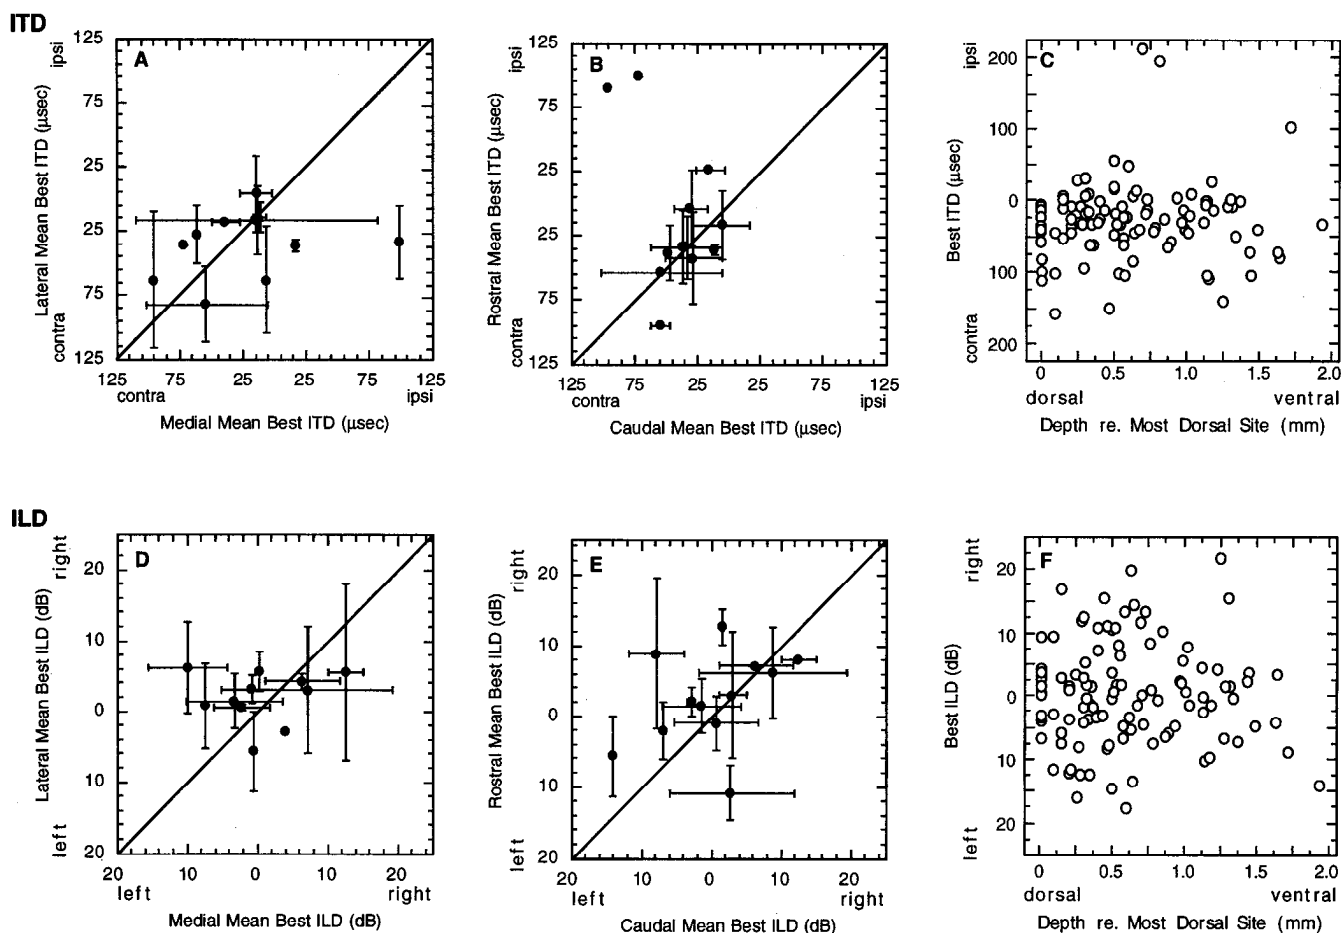 ITD
A
Lateral Mean Best ITD (µsec)
ipsi
contra
125
75
25
25
75
125
125
75
25
25
75
125
contra
ipsi
Medial Mean Best ITD (µsec)
B
Rostral Mean Best ITD (µsec)
ipsi
contra
125
75
25
25
75
125
125
75
25
25
75
125
contra
ipsi
Caudal Mean Best ITD (µsec)
C
Best ITD (µsec)
ipsi
contra
200
100
0
100
200
0
0.5
1.0
1.5
2.0
dorsal
ventral
Depth re. Most Dorsal Site (mm)
ILD
D
Lateral Mean Best ILD (dB)
right
left
20
10
0
10
20
20
10
0
10
20
left
right
Medial Mean Best ILD (dB)
E
Rostral Mean Best ILD (dB)
right
left
20
10
0
10
20
20
10
0
10
20
left
right
Caudal Mean Best ILD (dB)
F
Best ILD (dB)
right
left
20
10
0
10
20
0
0.5
1.0
1.5
2.0
dorsal
ventral
Depth re. Most Dorsal Site (mm)